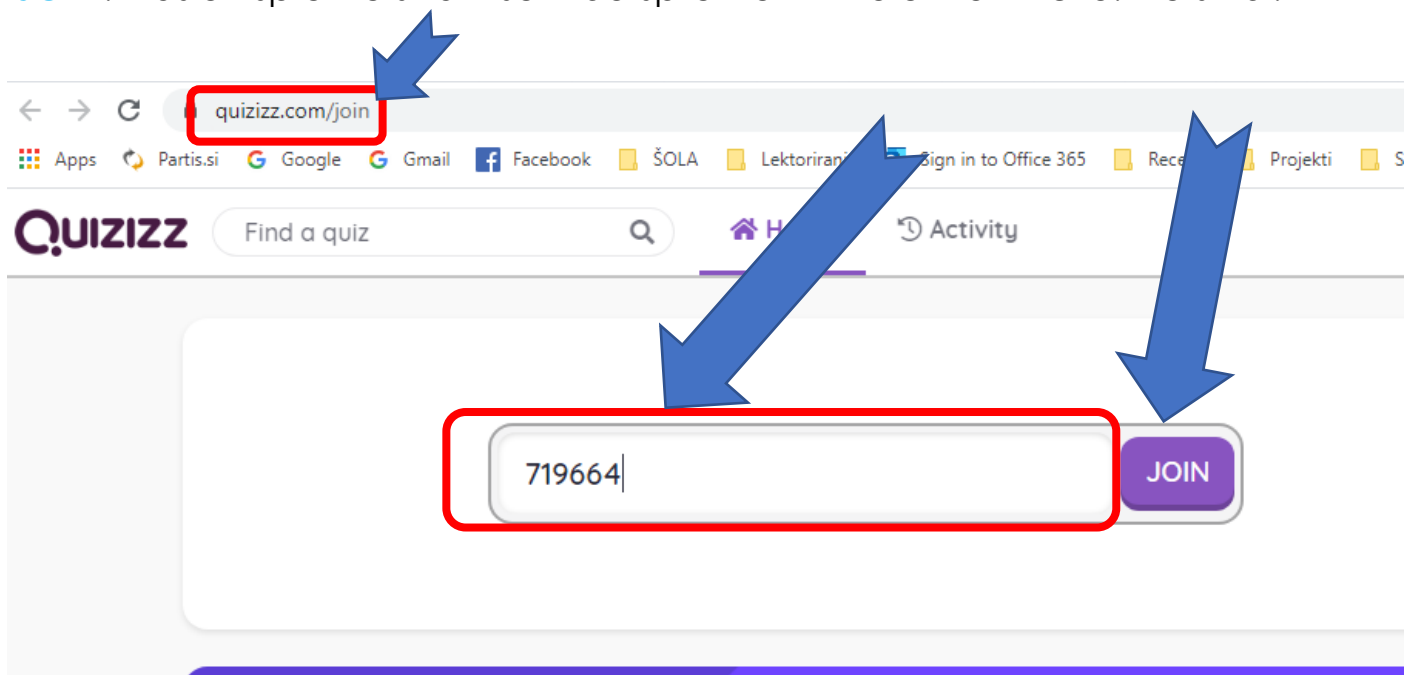 quizizz.com/join
Apps Partis.si Google Gmail Facebook ŠOLA Sign in to Office 365 Projekti
QUIZIZZ Find a quiz Activity
719664 JOIN